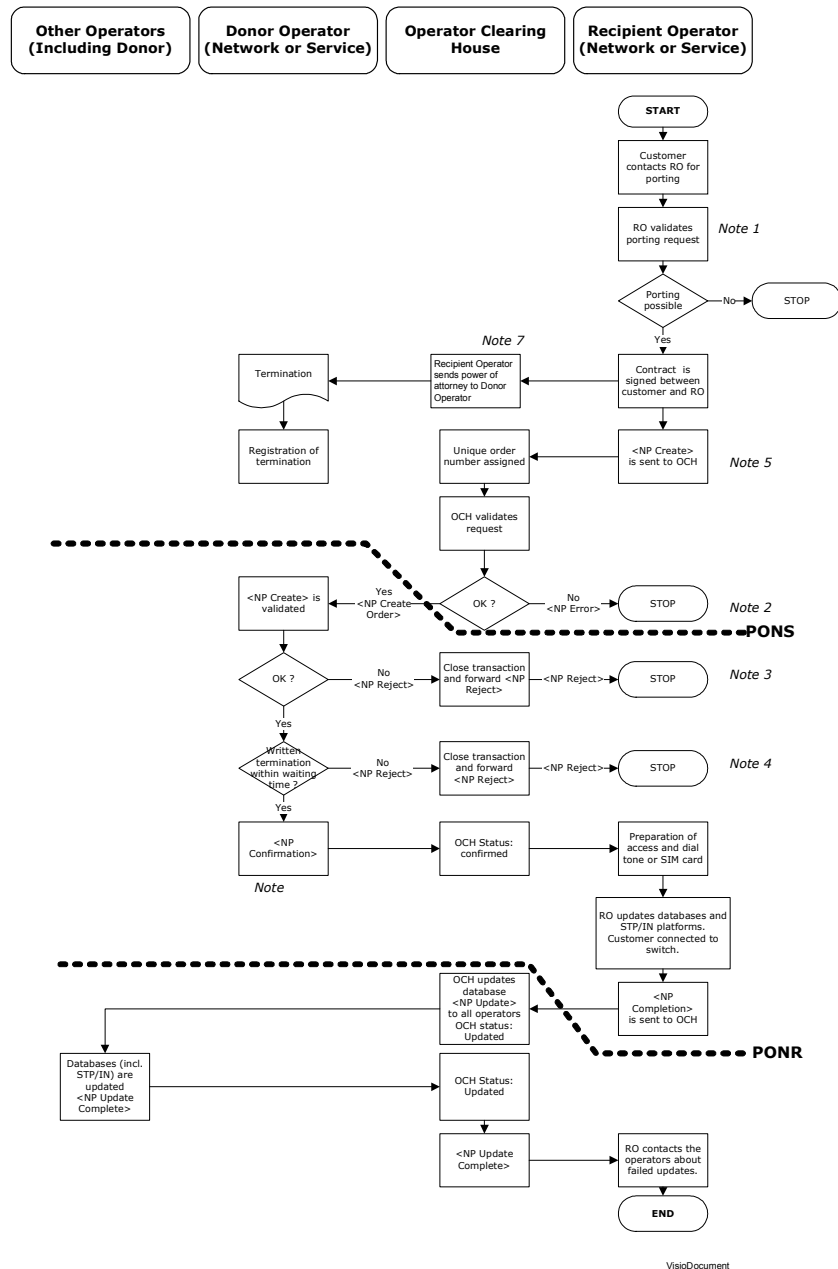 Other Operators
(Including Donor)
Donor Operator
(Network or Service)
Operator Clearing
House
Recipient Operator
(Network or Service)
START
Customer
contacts RO for
porting
RO validates
porting request
Note 1
Porting
possible
No
STOP
Yes
Note 7
Termination
Recipient Operator
sends power of
attorney to Donor
Operator
Contract is
signed between
customer and RO
Registration of
termination
Unique order
number assigned
<NP Create>
is sent to OCH
Note 5
OCH validates
request
<NP Create> is
validated
Yes
<NP Create
Order>
OK ?
No
<NP Error>
STOP
Note 2
PONS
OK ?
No
<NP Reject>
Close transaction
and forward <NP
Reject>
<NP Reject>
STOP
Note 3
Yes
Written
termination
within waiting
time ?
No
<NP Reject>
Close transaction
and forward
<NP Reject>
<NP Reject>
STOP
Note 4
Yes
<NP
Confirmation>
OCH Status:
confirmed
Preparation of
access and dial
tone or SIM card
Note
RO updates databases and
STP/IN platforms.
Customer connected to
switch.
OCH updates
database
<NP Update>
to all operators
OCH status:
Updated
<NP
Completion>
is sent to OCH
PONR
Databases (incl.
STP/IN) are
updated
<NP Update
Complete>
OCH Status:
Updated
<NP Update
Complete>
RO contacts the
operators about
failed updates.
END
VisioDocument